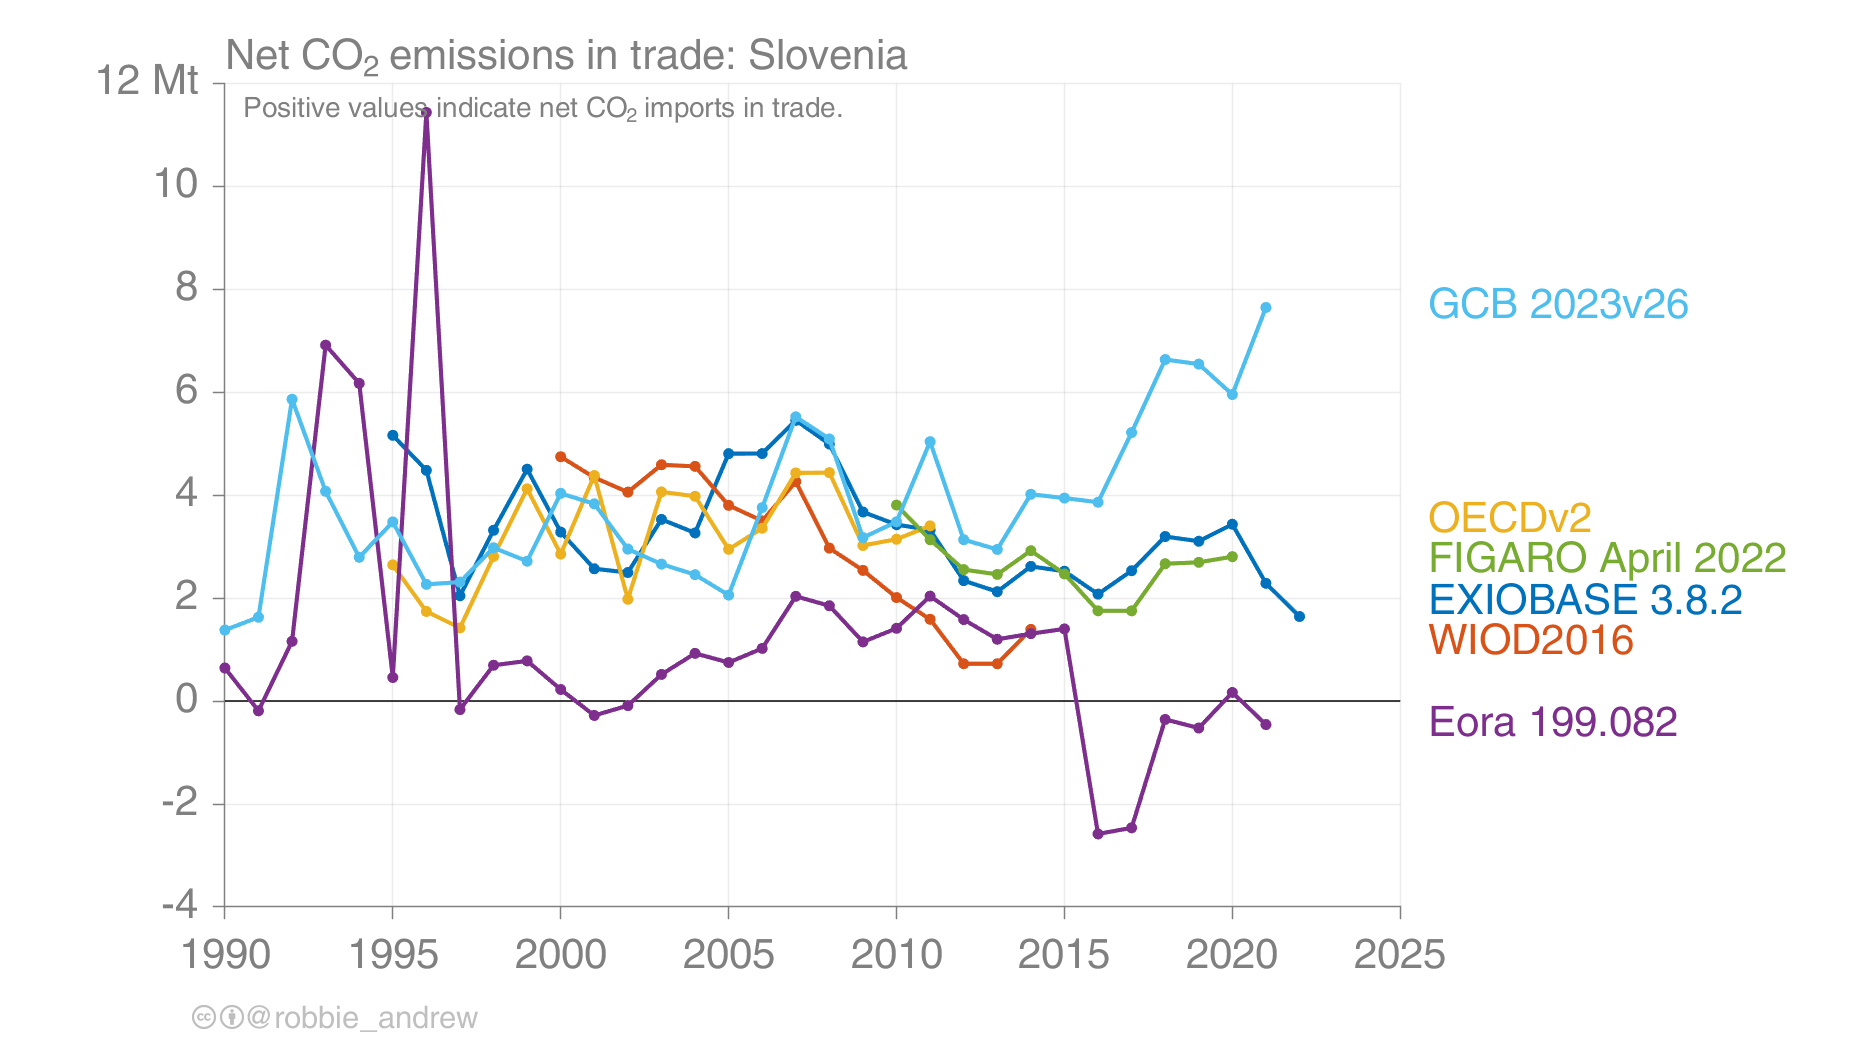 Net CO₂ emissions in trade: Slovenia
12 Mt
Positive values indicate net CO₂ imports in trade.
10
8
GCB 2023v26
6
4
OECDv2
FIGARO April 2022
2
EXIOBASE 3.8.2
WIOD2016
0
Eora 199.082
-2
-4
1990 1995 2000 2005 2010 2015 2020 2025
@robbie_andrew